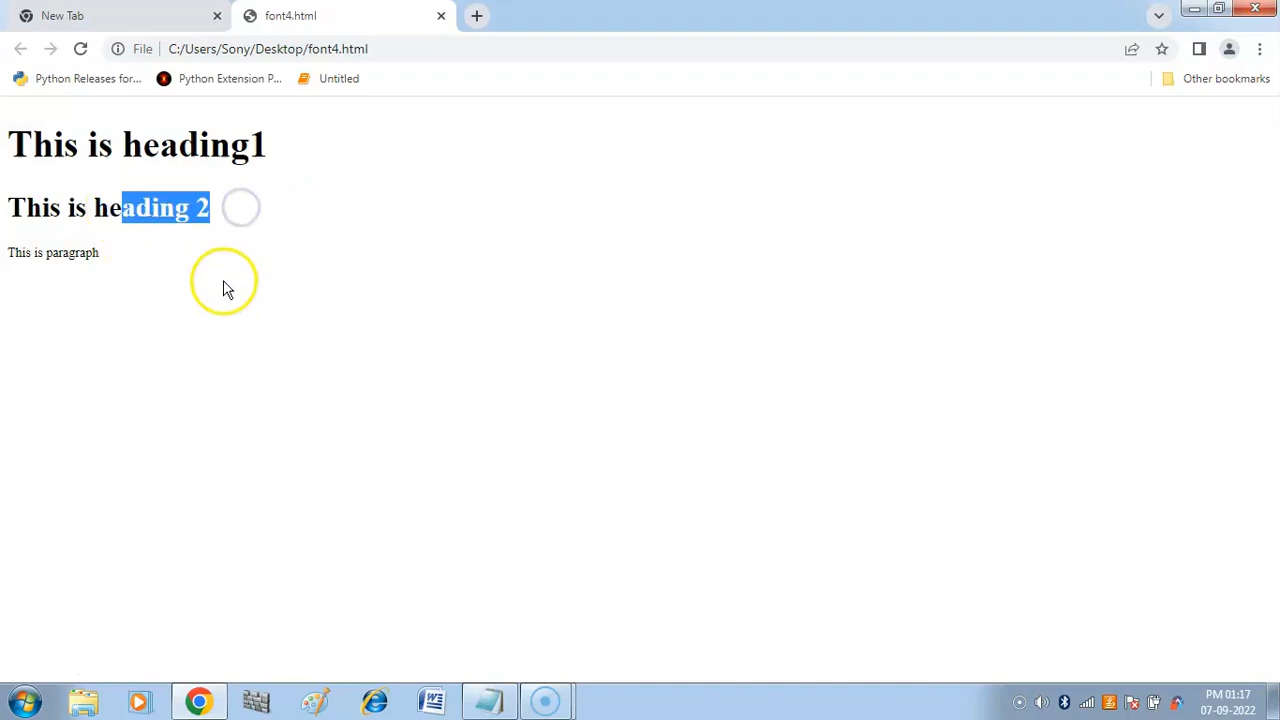 New Tab
font4.html
File C:/Users/Sony/Desktop/font4.html
Python Releases for... Python Extension P... Untitled Other bookmarks
This is heading1
This is heading 2
This is paragraph
PM 01:17
07-09-2022